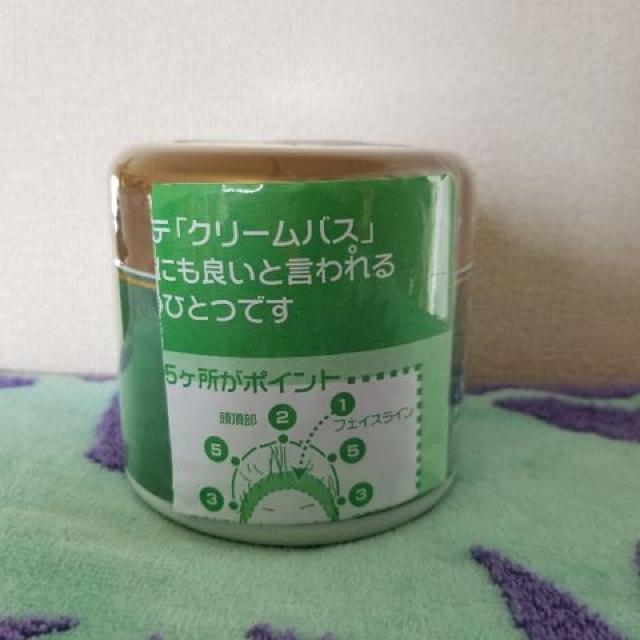 テ「クリームバス」
にも良いと言われる
ひとつです
5ヶ所がポイント
頭頂部 2 1
フェイスライン
5 5
3 3